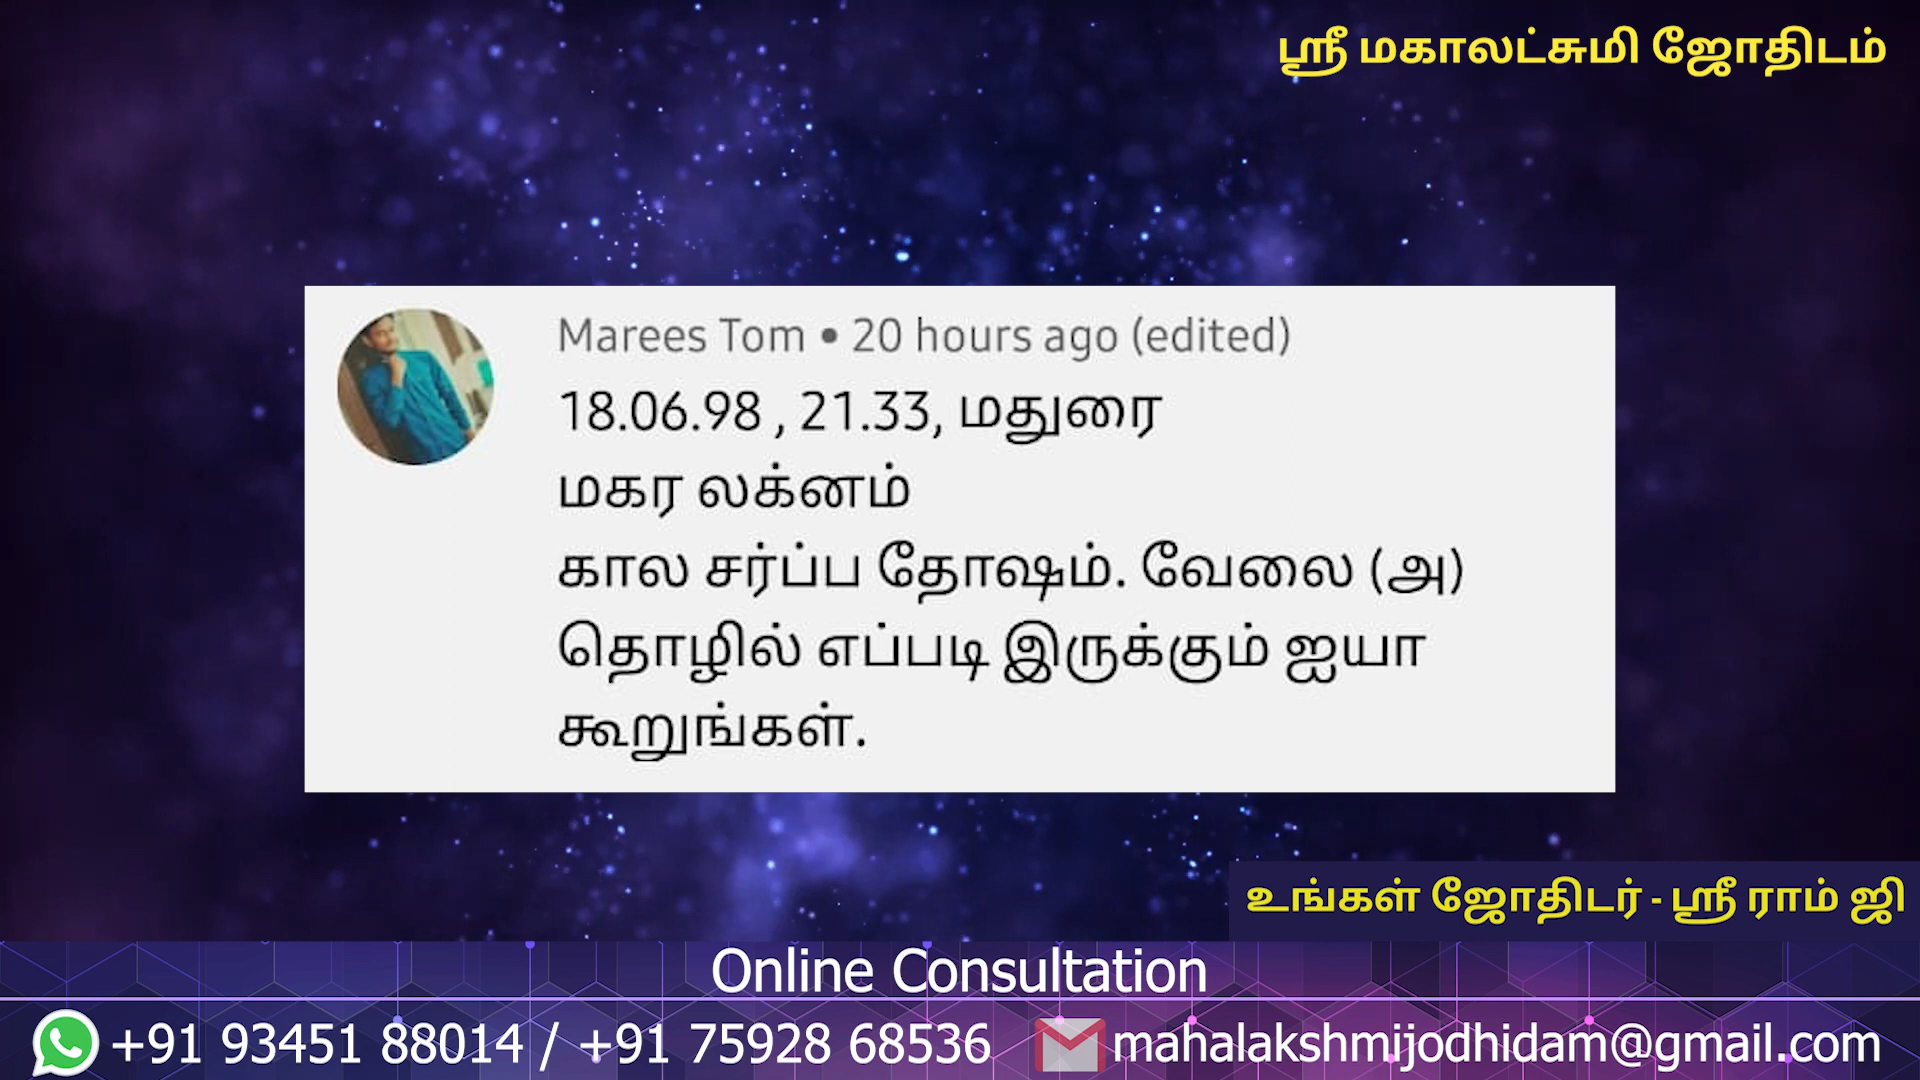 ஸ்ரீ மகாலட்சுமி ஜோதிடம்
Marees Tom • 20 hours ago (edited)
18.06.98 , 21.33, மதுரை
மகர லக்னம்
கால சர்ப்ப தோஷம். வேலை (அ)
தொழில் எப்படி இருக்கும் ஐயா
கூறுங்கள்.
உங்கள் ஜோதிடர் - ஸ்ரீ ராம் ஜி
Online Consultation
+91 93451 88014 / +91 75928 68536 mahalakshmijodhidam@gmail.com